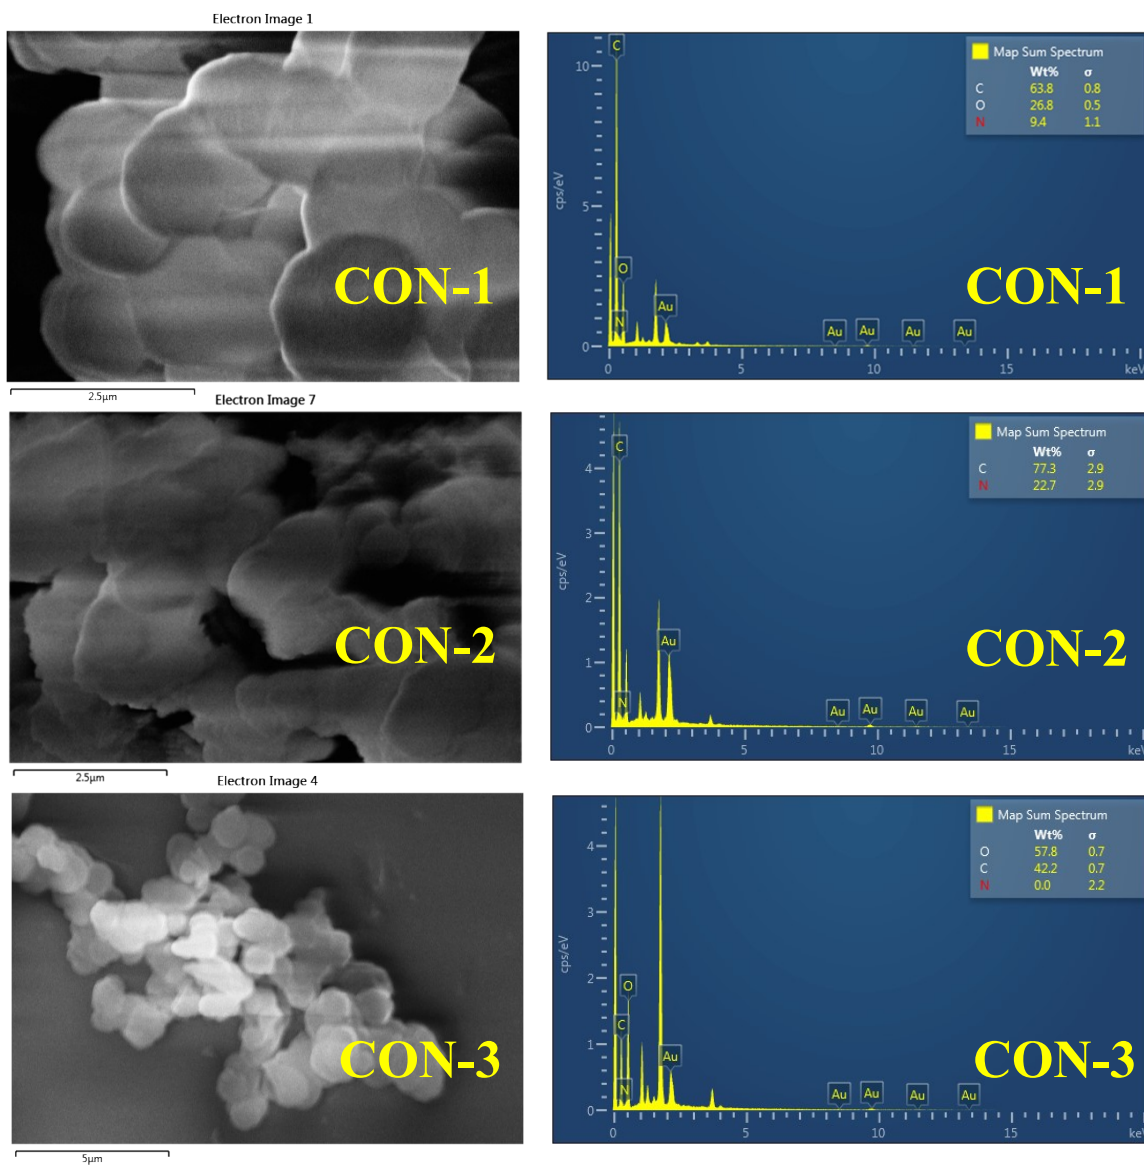 Electron Image 1
CON-1
2.5µm
C
10
5
0
cps/eV
O
N
Au
Au
Au
Au
Au
0
5
10
15
keV
Map Sum Spectrum
Wt% σ
C 63.8 0.8
O 26.8 0.5
N 9.4 1.1
CON-1
Electron Image 7
CON-2
2.5µm
C
4
3
2
1
0
cps/eV
N
Au
Au
Au
Au
Au
0
5
10
15
Map Sum Spectrum
Wt% σ
C 77.3 2.9
N 22.7 2.9
CON-2
keV
Electron Image 4
CON-3
5µm
4
3
2
1
0
cps/eV
O
C
N
Au
Au
Au
Au
Au
0
5
10
15
Map Sum Spectrum
Wt% σ
O 57.8 0.7
C 42.2 0.7
N 0.0 2.2
CON-3
keV